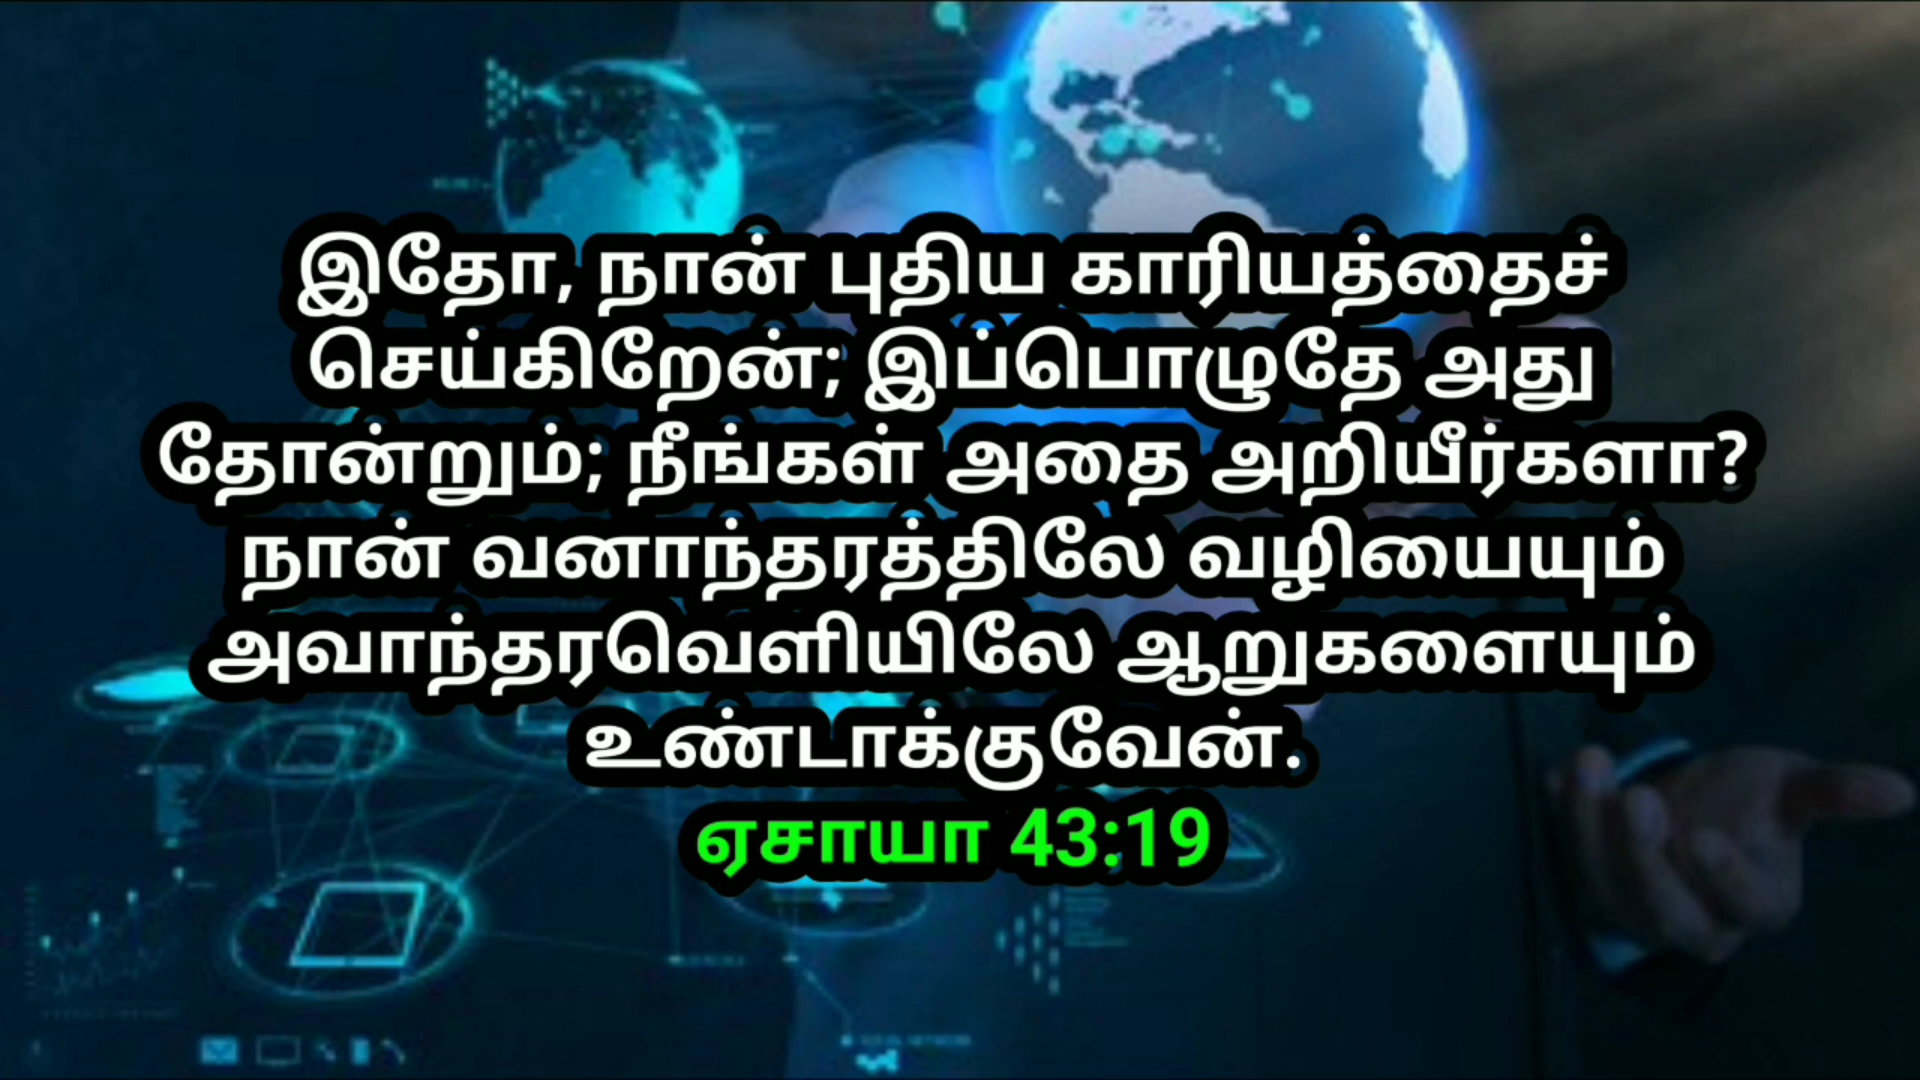 இதோ, நான் புதிய காரியத்தைச்
செய்கிறேன்; இப்பொழுதே அது
தோன்றும்; நீங்கள் அதை அறியீர்களா?
நான் வனாந்தரத்திலே வழியையும்
அவாந்தரவெளியிலே ஆறுகளையும்
உண்டாக்குவேன்.
ஏசாயா 43:19